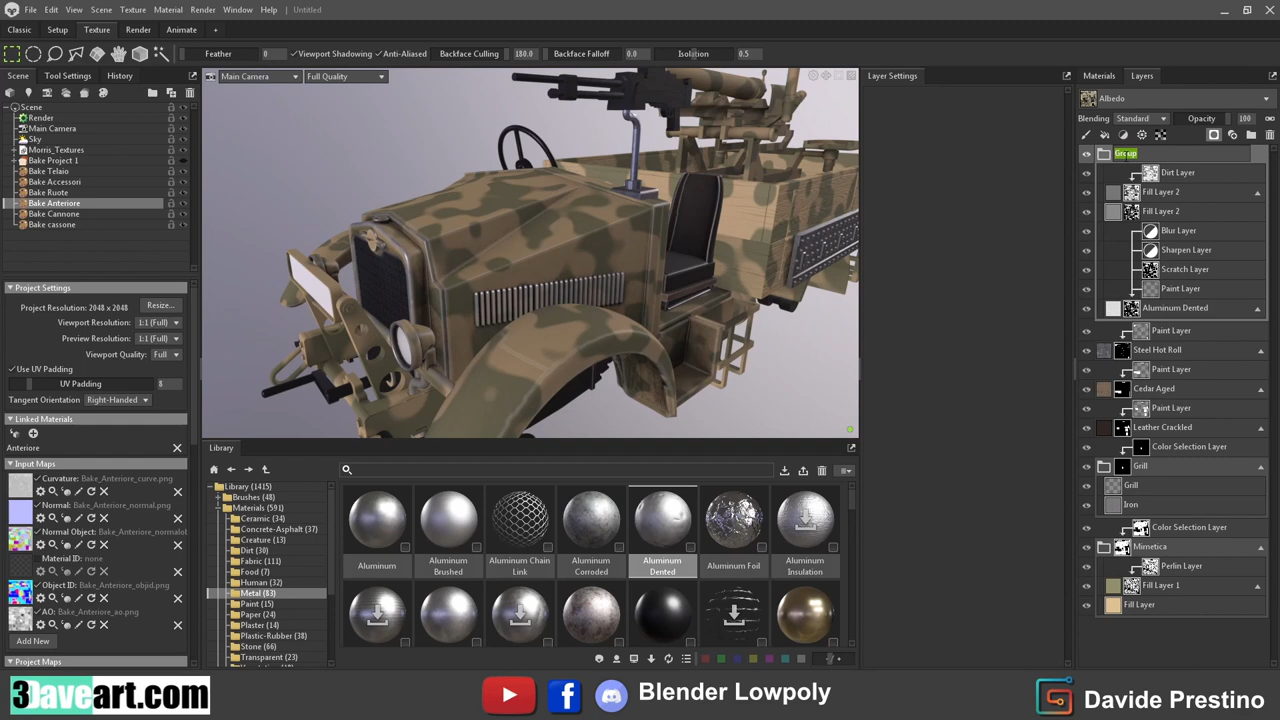 File Edit View Scene Texture Material Render Window Help Untitled
Classic Setup Texture Render Animate +
Feather 0 Viewport Shadowing Anti-Aliased Backface Culling 180.0 Backface Falloff 0.0 Isolation 0.5
Scene Tool Settings History
Scene
Render
Main Camera
Sky
Morris_Textures
Bake Project 1
Bake Telaio
Bake Accessori
Bake Ruote
Bake Anteriore
Bake Cannone
Bake cassone
Project Settings
Project Resolution: 2048 x 2048 Resize...
Viewport Resolution: 1:1 (Full)
Preview Resolution: 1:1 (Full)
Viewport Quality: Full
Use UV Padding
UV Padding 8
Tangent Orientation Right-Handed
Linked Materials
Anteriore
Input Maps
Curvature: Bake_Anteriore_curve.png
Normal: Bake_Anteriore_normal.png
Normal Object: Bake_Anteriore_normalob
Material ID: none
Object ID: Bake_Anteriore_objid.png
AO: Bake_Anteriore_ao.png
Add New
Project Maps
Main Camera Full Quality
Library
Library (1415)
Brushes (48)
Materials (591)
Ceramic (34)
Concrete-Asphalt (37)
Creature (13)
Dirt (30)
Fabric (111)
Food (7)
Human (32)
Metal (83)
Paint (15)
Paper (24)
Plaster (14)
Plastic-Rubber (38)
Stone (66)
Transparent (23)
Aluminum
Aluminum Brushed
Aluminum Chain Link
Aluminum Corroded
Aluminum Dented
Aluminum Foil
Aluminum Insulation
Layer Settings
Materials Layers
Albedo
Blending Standard Opacity 100
Group
Dirt Layer
Fill Layer 2
Fill Layer 2
Blur Layer
Sharpen Layer
Scratch Layer
Paint Layer
Aluminum Dented
Paint Layer
Steel Hot Roll
Paint Layer
Cedar Aged
Paint Layer
Leather Crackled
Color Selection Layer
Grill
Grill
Iron
Color Selection Layer
Mimetica
Perlin Layer
Fill Layer 1
Fill Layer
3Daveart.com
Blender Lowpoly
Davide Prestino